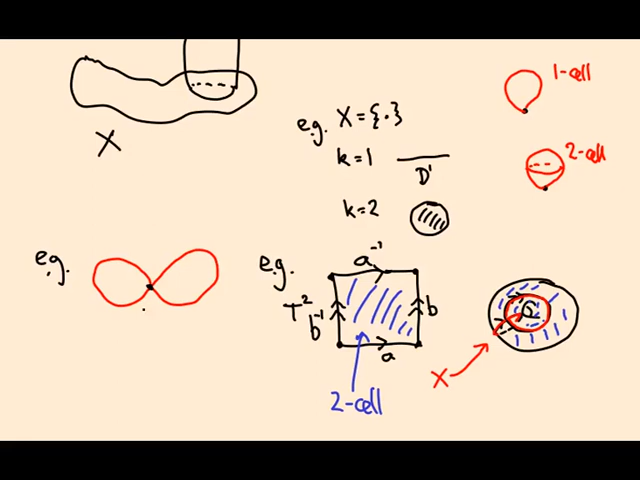 X
e.g. X = {·}
k=1
D¹
k=2
1-cell
2-cell
e.g.
e.g.
T²
a⁻¹
b⁻¹
b
a
2-cell
X